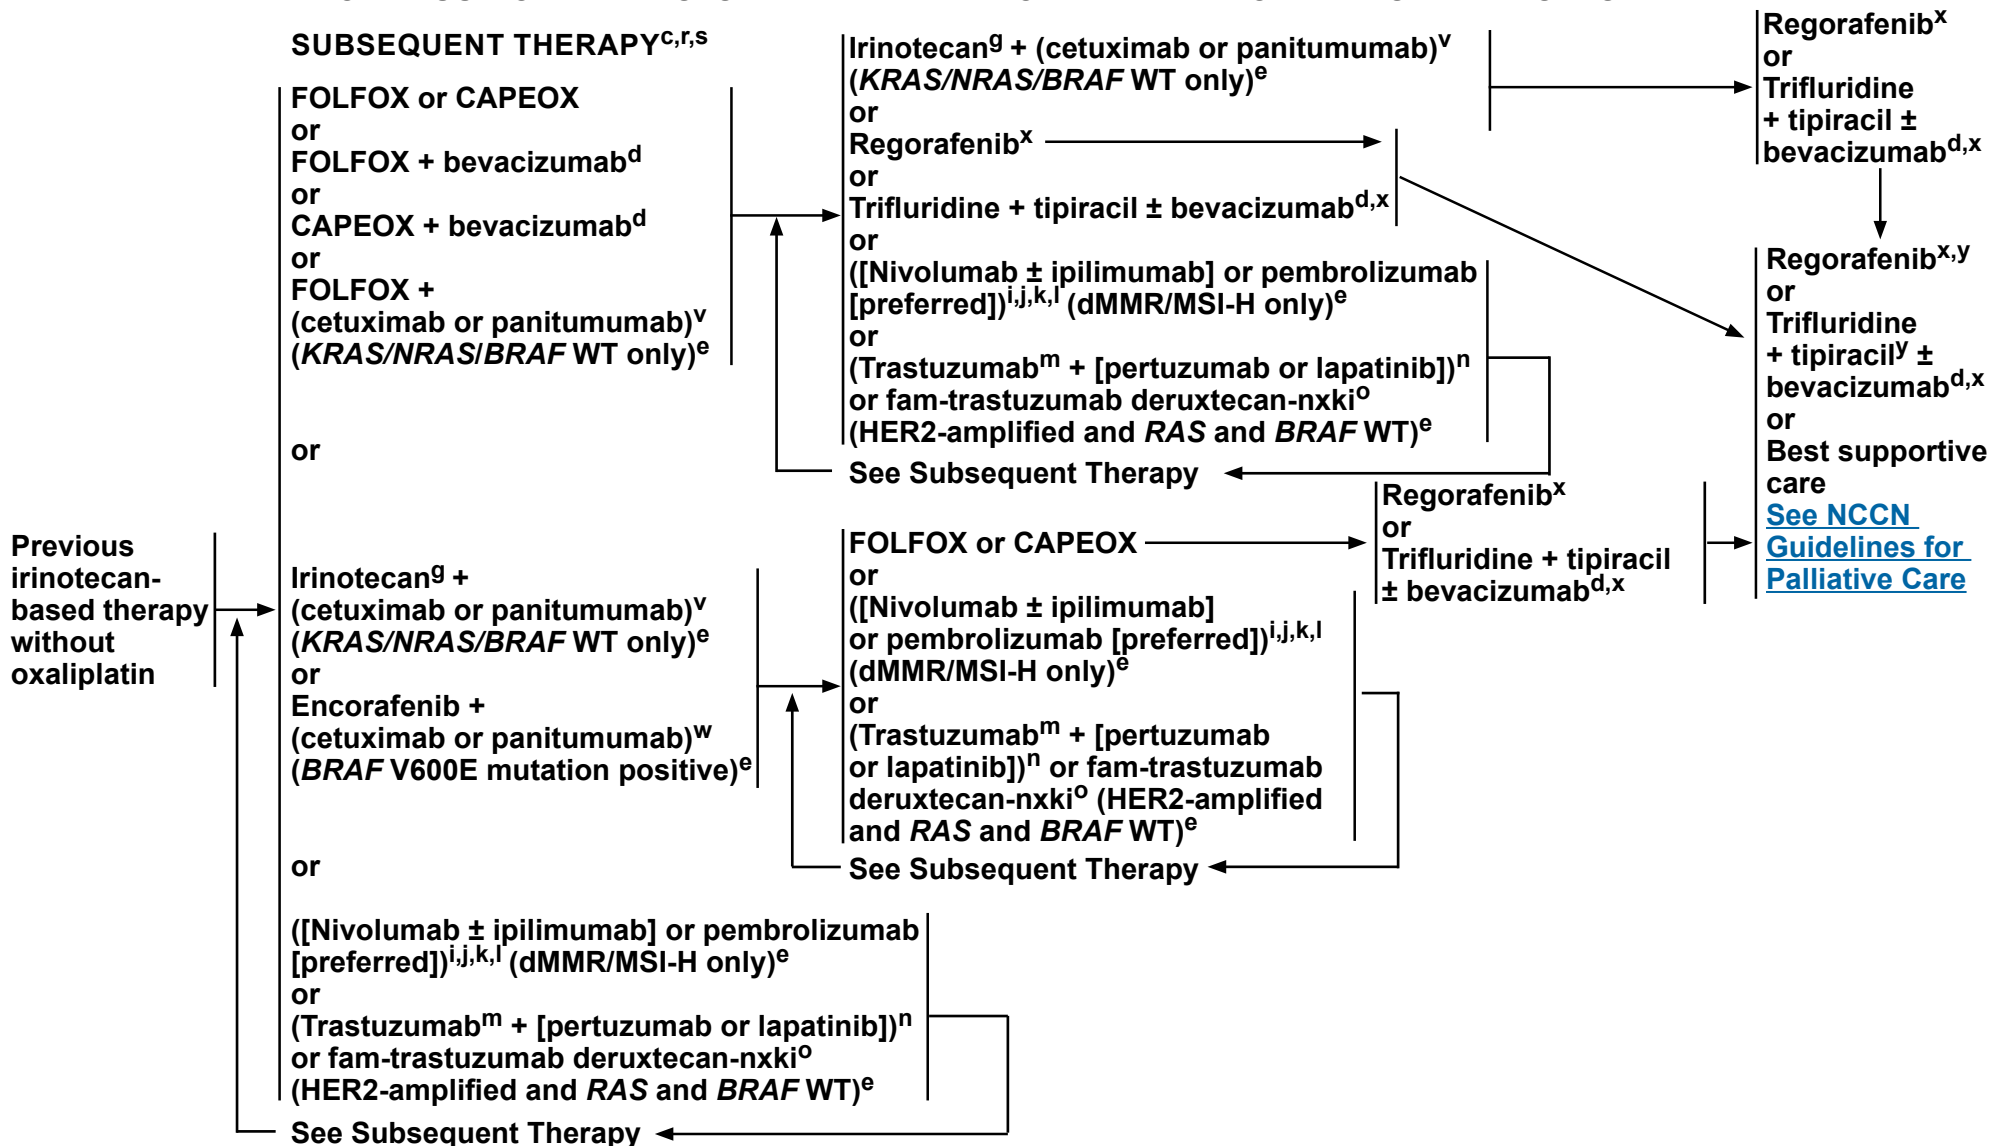 SUBSEQUENT THERAPYc,r,s
Previous
irinotecan-
based therapy
without
oxaliplatin
FOLFOX or CAPEOX
or
FOLFOX + bevacizumabd
or
CAPEOX + bevacizumabd
or
FOLFOX +
(cetuximab or panitumumab)v
(KRAS/NRAS/BRAF WT only)e
or
Irinotecang +
(cetuximab or panitumumab)v
(KRAS/NRAS/BRAF WT only)e
or
Encorafenib +
(cetuximab or panitumumab)w
(BRAF V600E mutation positive)e
or
([Nivolumab ± ipilimumab] or pembrolizumab
[preferred])i,j,k,l (dMMR/MSI-H only)e
or
(Trastuzumabm + [pertuzumab or lapatinib])n
or fam-trastuzumab deruxtecan-nxkio
(HER2-amplified and RAS and BRAF WT)e
See Subsequent Therapy
Irinotecang + (cetuximab or panitumumab)v
(KRAS/NRAS/BRAF WT only)e
or
Regorafenibx
or
Trifluridine + tipiracil ± bevacizumabd,x
or
([Nivolumab ± ipilimumab] or pembrolizumab
[preferred])i,j,k,l (dMMR/MSI-H only)e
or
(Trastuzumabm + [pertuzumab or lapatinib])n
or fam-trastuzumab deruxtecan-nxkio
(HER2-amplified and RAS and BRAF WT)e
See Subsequent Therapy
FOLFOX or CAPEOX
or
([Nivolumab ± ipilimumab]
or pembrolizumab [preferred])i,j,k,l
(dMMR/MSI-H only)e
or
(Trastuzumabm + [pertuzumab
or lapatinib])n or fam-trastuzumab
deruxtecan-nxkio (HER2-amplified
and RAS and BRAF WT)e
See Subsequent Therapy
Regorafenibx
or
Trifluridine + tipiracil
± bevacizumabd,x
Regorafenibx
or
Trifluridine
+ tipiracil ±
bevacizumabd,x
Regorafenibx,y
or
Trifluridine
+ tipiracily ±
bevacizumabd,x
or
Best supportive
care
See NCCN
Guidelines for
Palliative Care